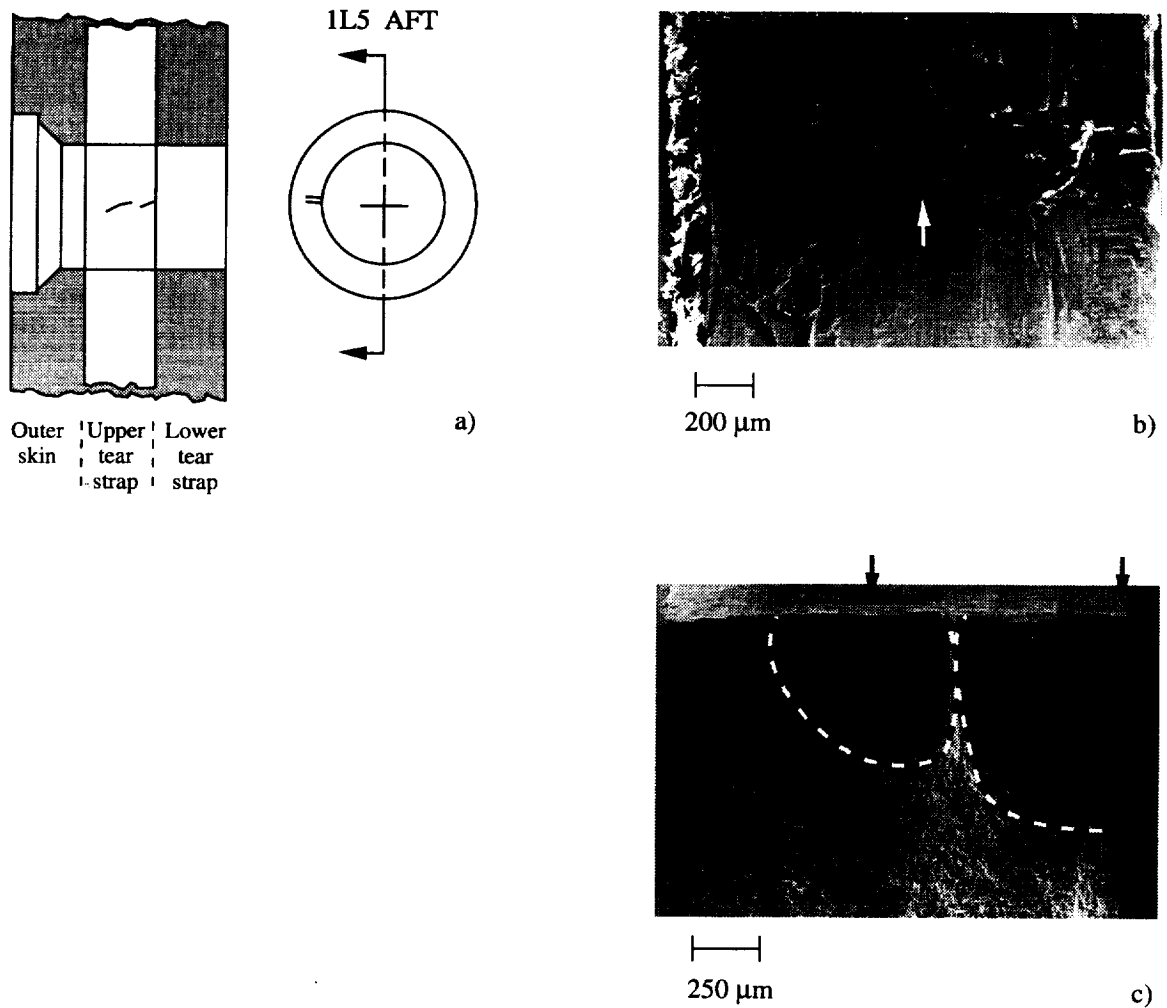 1L5 AFT
Outer
skin
Upper
tear
strap
Lower
tear
strap
a)
200 μm
b)
250 μm
c)